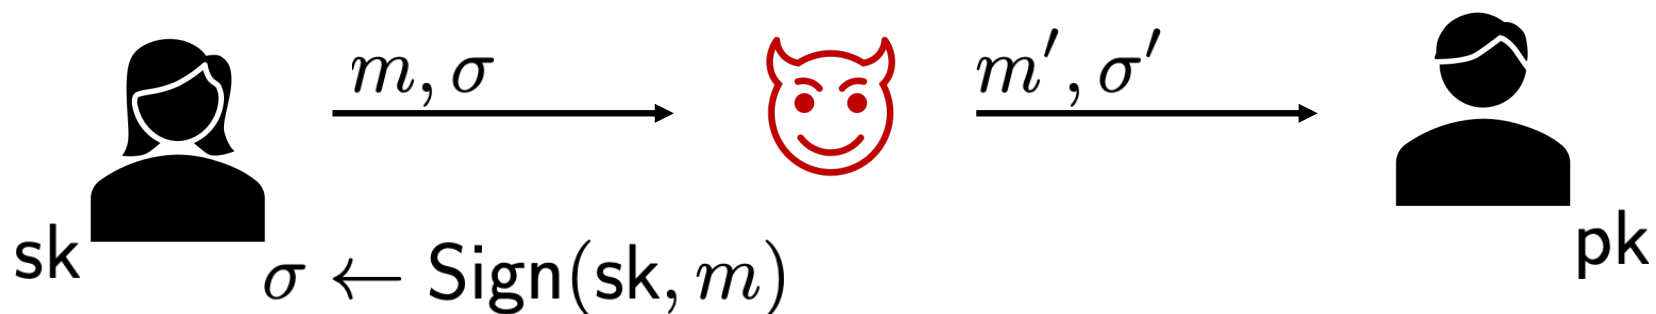 m, σ
m′, σ′
sk
pk
σ ← Sign(sk, m)